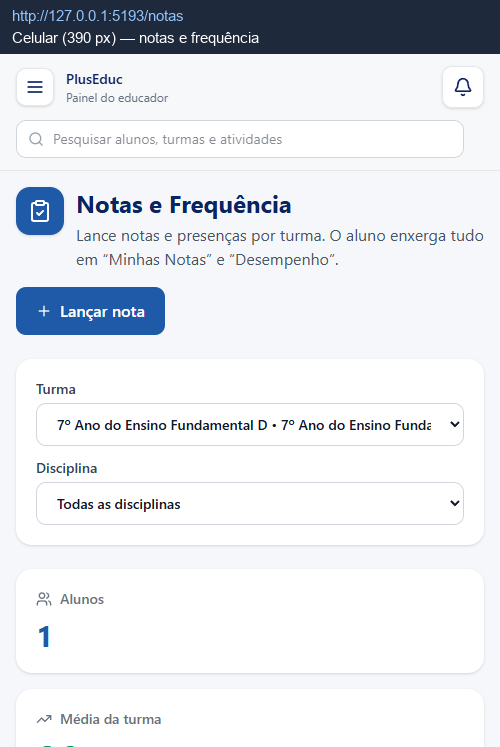 http://127.0.0.1:5193/notas
Celular (390 px) — notas e frequência
PlusEduc
Painel do educador
Pesquisar alunos, turmas e atividades
Notas e Frequência
Lance notas e presenças por turma. O aluno enxerga tudo
em “Minhas Notas” e “Desempenho”.
Lançar nota
Turma
7º Ano do Ensino Fundamental D • 7º Ano do Ensino Funda
Disciplina
Todas as disciplinas
Alunos
1
Média da turma